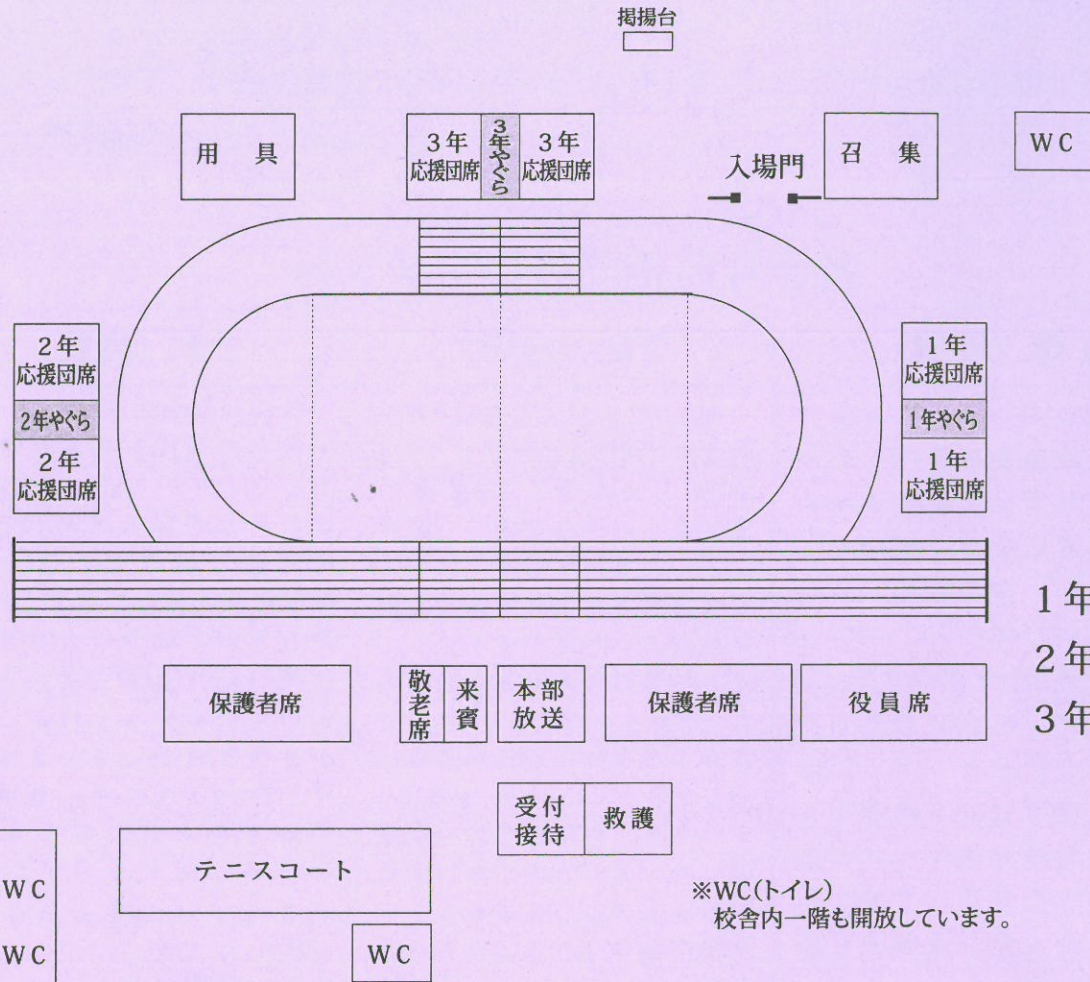 掲揚台
用具
3年
応援団席
3年やぐら
3年
応援団席
入場門
召集
WC
2年
応援団席
2年やぐら
2年
応援団席
1年
応援団席
1年やぐら
1年
応援団席
1年
2年
3年
保護者席
敬老席
来賓
本部
放送
保護者席
役員席
受付
接待
救護
テニスコート
WC
WC
WC
※WC(トイレ)
校舎内一階も開放しています。